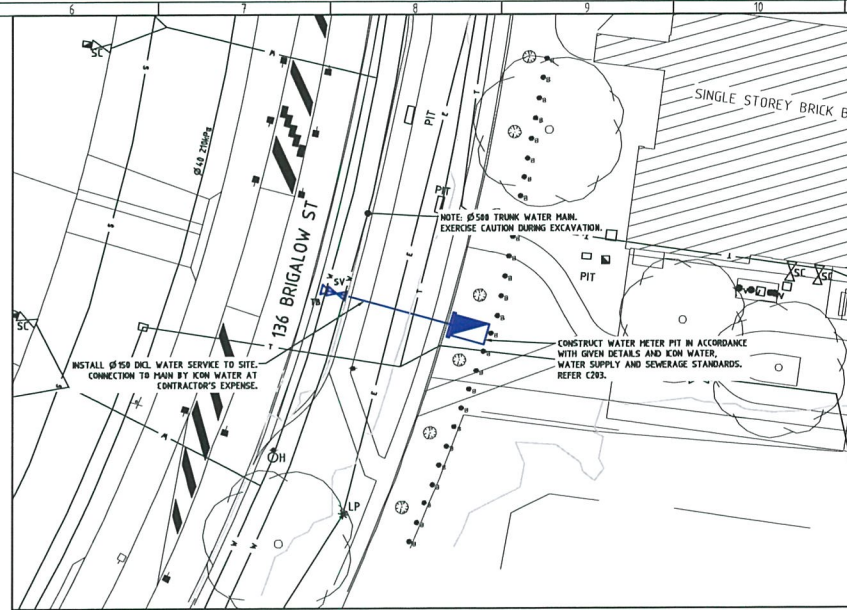 6
7
8
9
10
SC
W
S
S
Ø40 210kPa
136 BRIGALOW ST
PIT
E
T
PIT
SINGLE STOREY BRICK B
NOTE: Ø500 TRUNK WATER MAIN.
EXERCISE CAUTION DURING EXCAVATION.
PIT
SC
SC
SV
TB
SC
INSTALL Ø150 DICL WATER SERVICE TO SITE.
CONNECTION TO MAIN BY ICON WATER AT
CONTRACTOR'S EXPENSE.
CONSTRUCT WATER METER PIT IN ACCORDANCE
WITH GIVEN DETAILS AND ICON WATER,
WATER SUPPLY AND SEWERAGE STANDARDS.
REFER C203.
T
E
H
LP
W
W